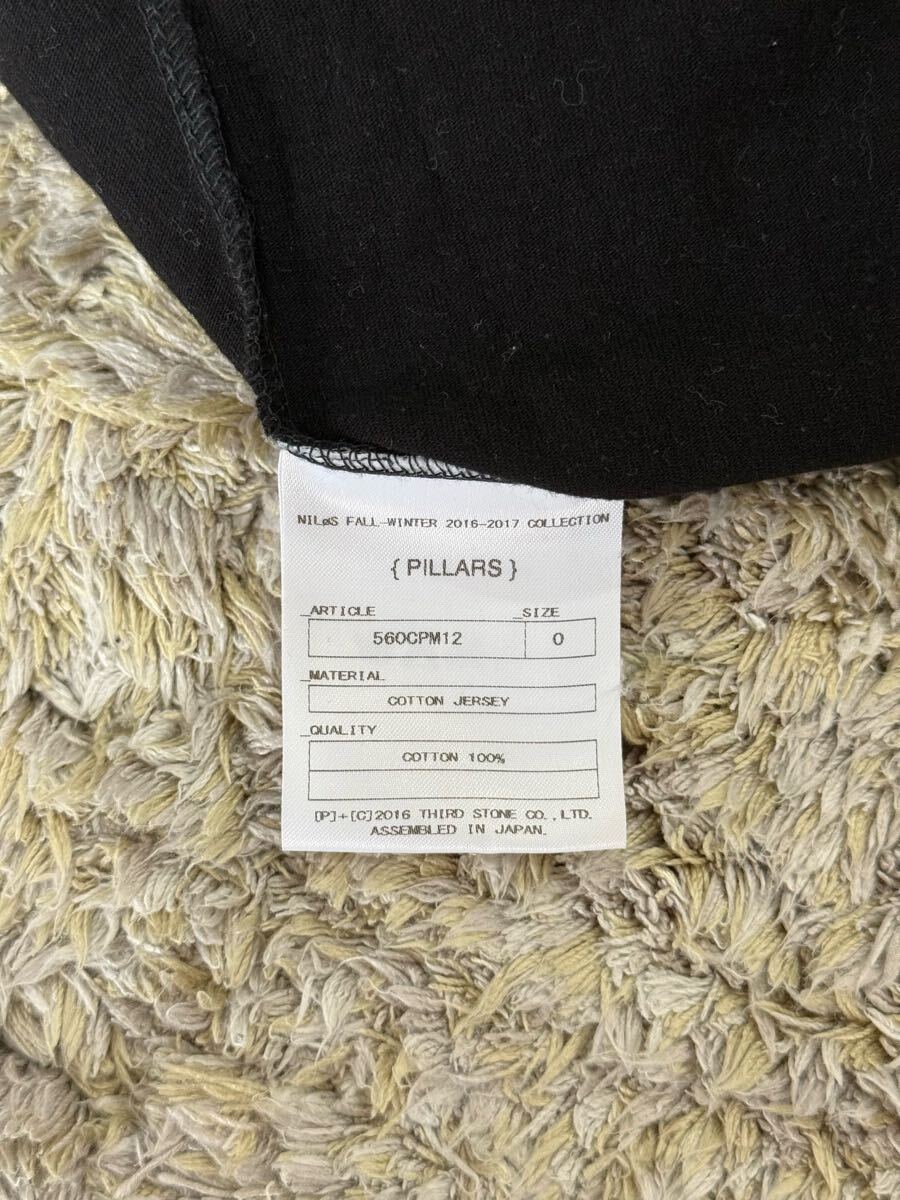 NILøS FALL-WINTER 2016-2017 COLLECTION
{ PILLARS }
_ARTICLE _SIZE
560CPM12 0
_MATERIAL
COTTON JERSEY
_QUALITY
COTTON 100%
[P]+[C]2016 THIRD STONE CO.,LTD.
ASSEMBLED IN JAPAN.